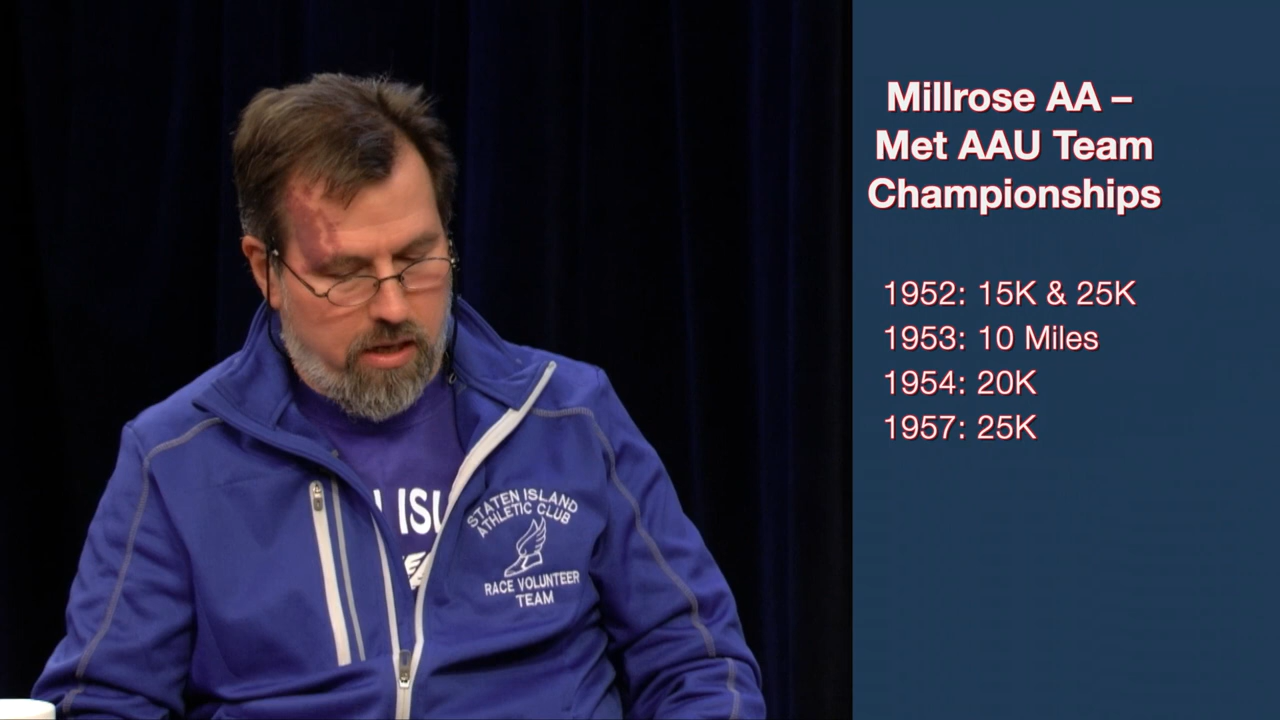 Millrose AA –
Met AAU Team
Championships
1952: 15K & 25K
1953: 10 Miles
1954: 20K
1957: 25K
STATEN ISLAND
ATHLETIC CLUB
RACE VOLUNTEER
TEAM